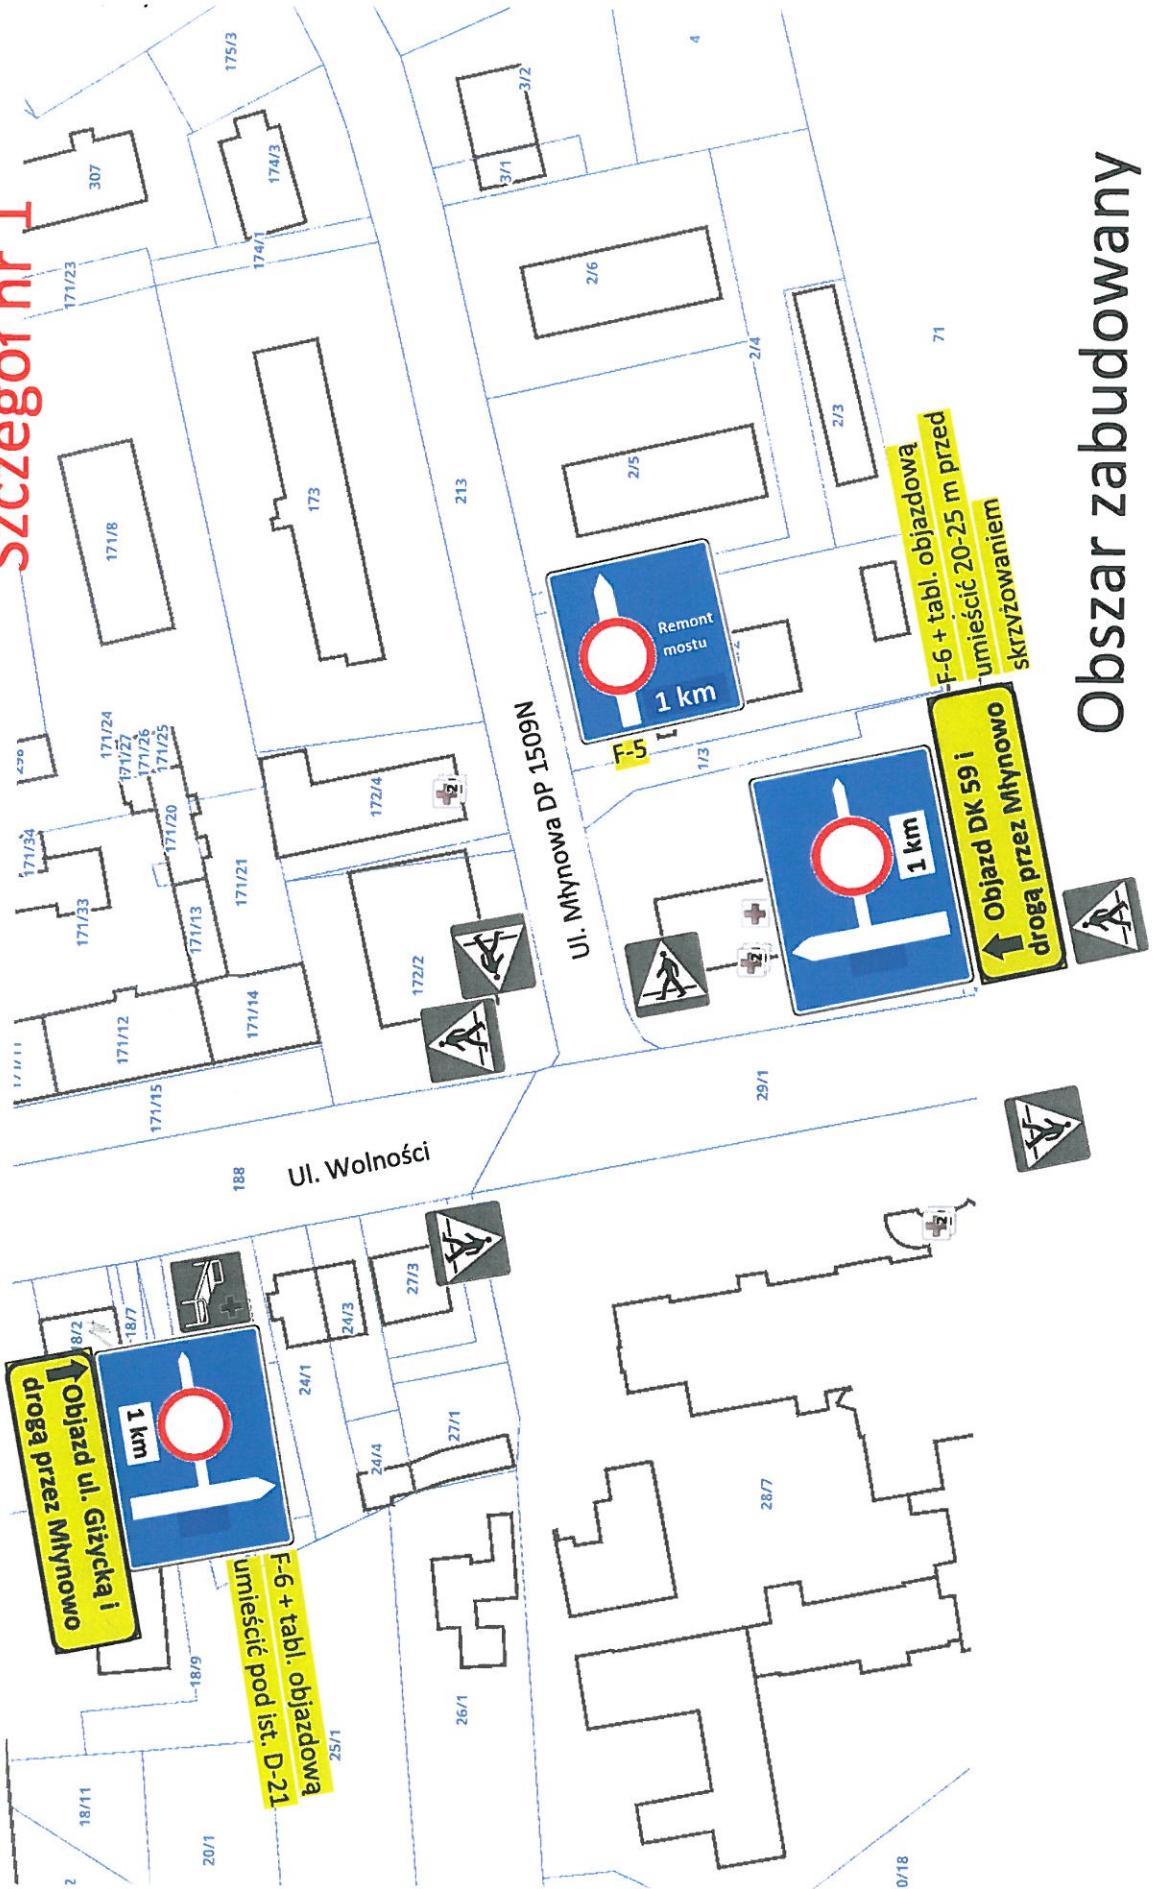 Szczegół nr 1
Obszar zabudowany
Ul. Wolności
Ul. Młynowa DP 1509N
F-5
Remont
mostu
1 km
F-6 + tabl. objazdową
umieścić 20-25 m przed
skrzyżowaniem
1 km
Objazd DK 59 i
drogą przez Młynowo
F-6 + tabl. objazdową
umieścić pod ist. D-21
1 km
Objazd ul. Giżycką i
drogą przez Młynowo
175/3
307
174/3
174/1
171/23
171/8
173
213
3/2
3/1
4
2/6
2/4
2/5
2/3
71
1/3
171/24
171/27
171/26
171/25
171/20
171/34
171/33
171/21
171/13
171/12
171/14
171/15
172/4
172/2
188
29/1
18/7
24/3
24/1
27/3
24/4
27/1
28/7
26/1
25/1
18/9
18/11
20/1
2
0/18